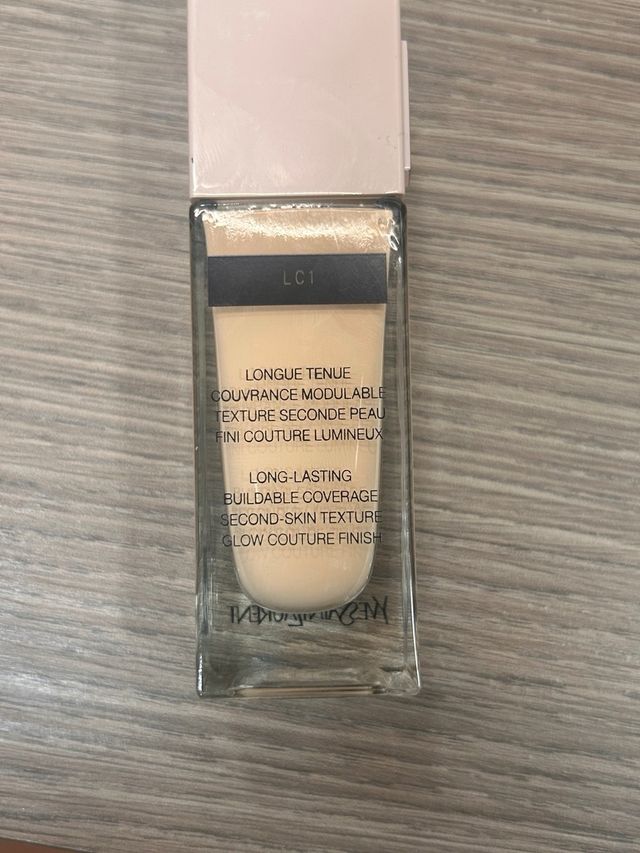 LC1
LONGUE TENUE
COUVRANCE MODULABLE
TEXTURE SECONDE PEAU
FINI COUTURE LUMINEUX
LONG-LASTING
BUILDABLE COVERAGE
SECOND-SKIN TEXTURE
GLOW COUTURE FINISH
YVESSAINTLAURENT